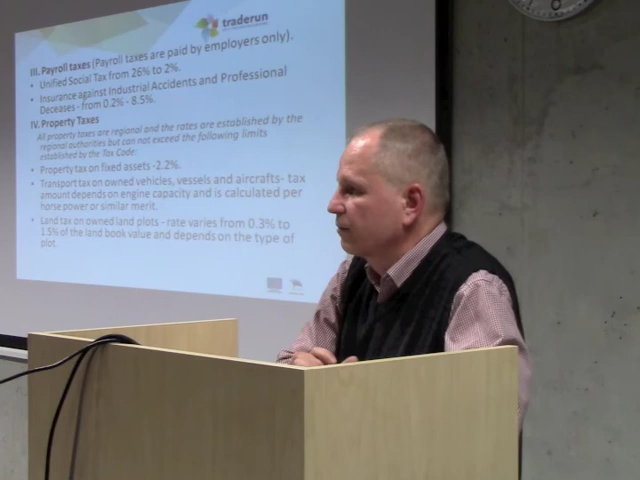 traderun
III. Payroll taxes (Payroll taxes are paid by employers only).
• Unified Social Tax from 26% to 2%.
• Insurance against Industrial Accidents and Professional
Deceases - from 0.2% - 8.5%.
IV. Property Taxes
All property taxes are regional and the rates are established by the
regional authorities but can not exceed the following limits
established by the Tax Code:
• Property tax on fixed assets -2.2%.
• Transport tax on owned vehicles, vessels and aircrafts- tax
amount depends on engine capacity and is calculated per
horse power or similar merit.
• Land tax on owned land plots - rate varies from 0.3% to
1.5% of the land book value and depends on the type of
plot.